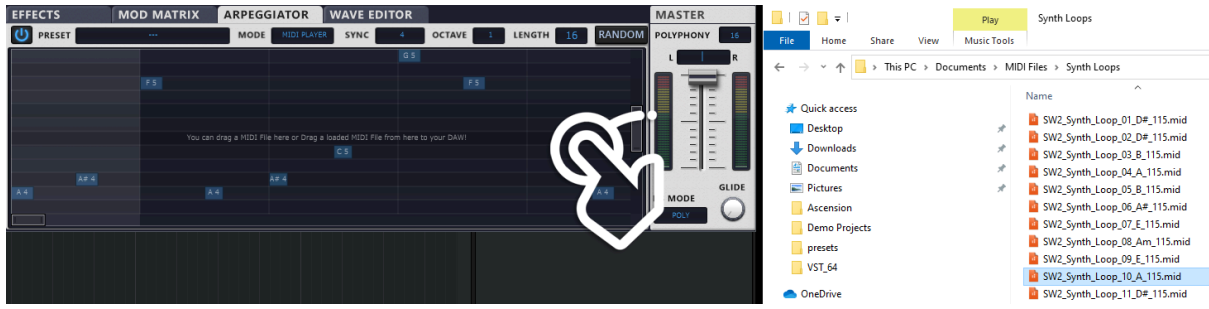 EFFECTS MOD MATRIX ARPEGGIATOR WAVE EDITOR MASTER
PRESET --- MODE MIDI PLAYER SYNC 4 OCTAVE 1 LENGTH 16 RANDOM POLYPHONY 16
L R
G 5
F 5 F 5
You can drag a MIDI File here or Drag a loaded MIDI File from here to your DAW!
C 5
A# 4 A# 4
A 4 A 4 A 4
GLIDE
MODE
POLY
Play Synth Loops
File Home Share View Music Tools
This PC > Documents > MIDI Files > Synth Loops
Name
Quick access
Desktop
Downloads
Documents
Pictures
Ascension
Demo Projects
presets
VST_64
OneDrive
SW2_Synth_Loop_01_D#_115.mid
SW2_Synth_Loop_02_D#_115.mid
SW2_Synth_Loop_03_B_115.mid
SW2_Synth_Loop_04_A_115.mid
SW2_Synth_Loop_05_B_115.mid
SW2_Synth_Loop_06_A#_115.mid
SW2_Synth_Loop_07_E_115.mid
SW2_Synth_Loop_08_Am_115.mid
SW2_Synth_Loop_09_E_115.mid
SW2_Synth_Loop_10_A_115.mid
SW2_Synth_Loop_11_D#_115.mid